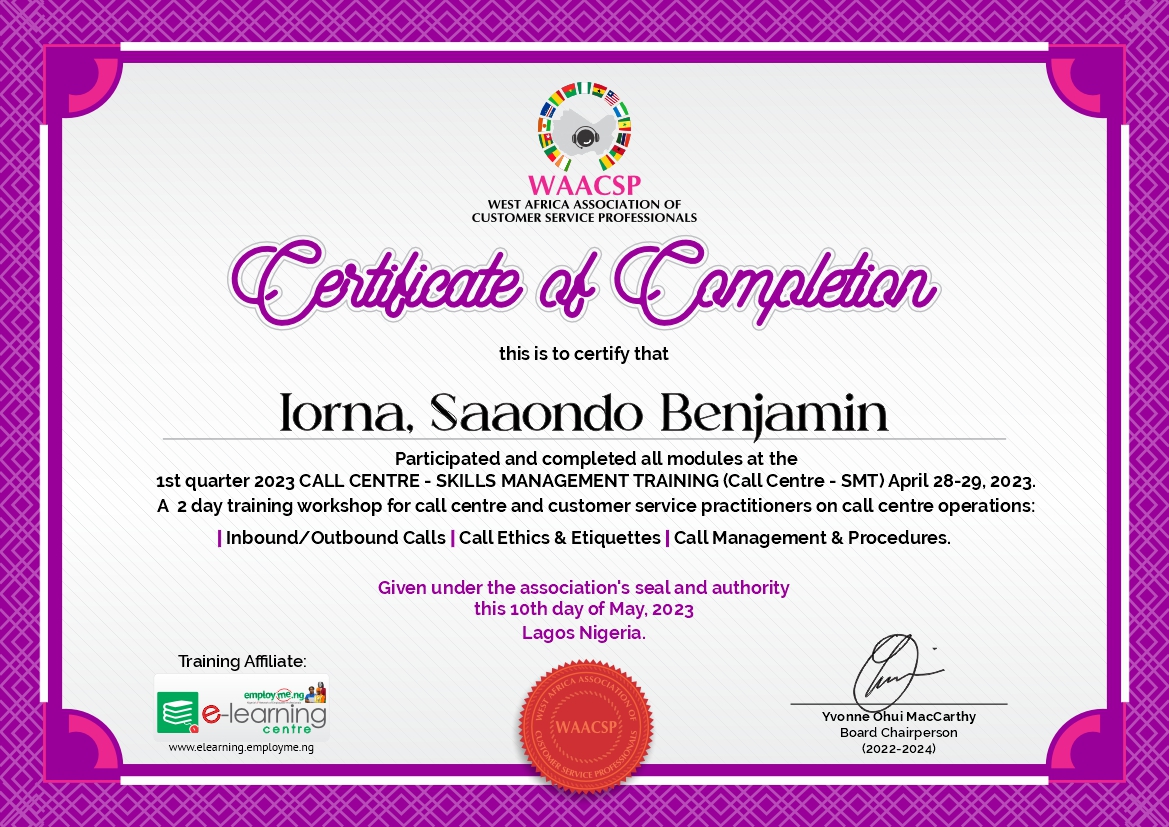 WAACSP
WEST AFRICA ASSOCIATION OF
CUSTOMER SERVICE PROFESSIONALS
Certificate of Completion
this is to certify that
Iorna, Saaondo Benjamin
Participated and completed all modules at the
1st quarter 2023 CALL CENTRE - SKILLS MANAGEMENT TRAINING (Call Centre - SMT) April 28-29, 2023.
A 2 day training workshop for call centre and customer service practitioners on call centre operations:
| Inbound/Outbound Calls | Call Ethics & Etiquettes | Call Management & Procedures.
Given under the association's seal and authority
this 10th day of May, 2023
Lagos Nigeria.
Training Affiliate:
employ.me.ng
e-learning
centre
www.elearning.employme.ng
WEST AFRICA ASSOCIATION OF
WAACSP
CUSTOMER SERVICE PROFESSIONALS
Yvonne Ohui MacCarthy
Board Chairperson
(2022-2024)